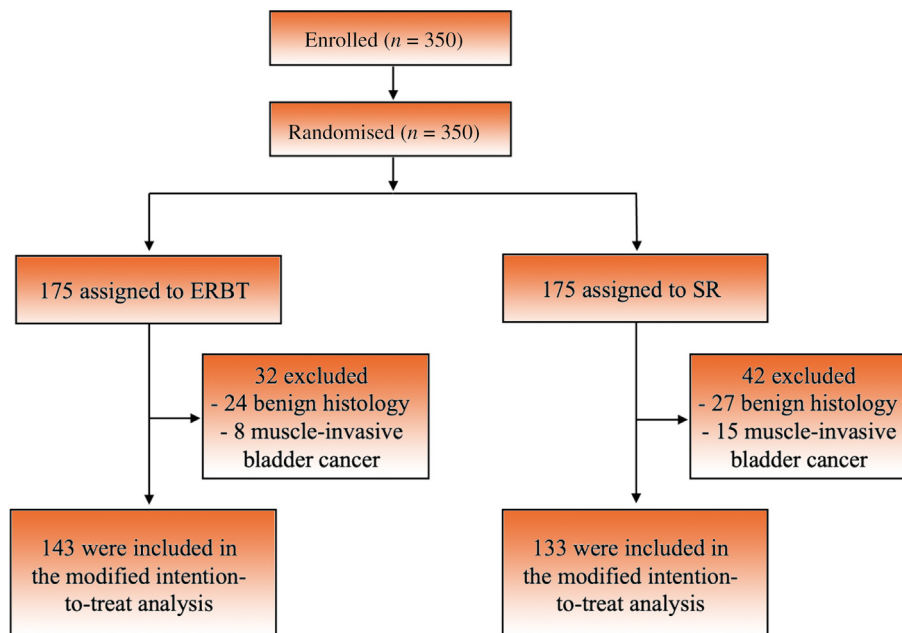 Enrolled (n = 350)
Randomised (n = 350)
175 assigned to ERBT
175 assigned to SR
32 excluded
- 24 benign histology
- 8 muscle-invasive
bladder cancer
42 excluded
- 27 benign histology
- 15 muscle-invasive
bladder cancer
143 were included in
the modified intention-
to-treat analysis
133 were included in
the modified intention-
to-treat analysis